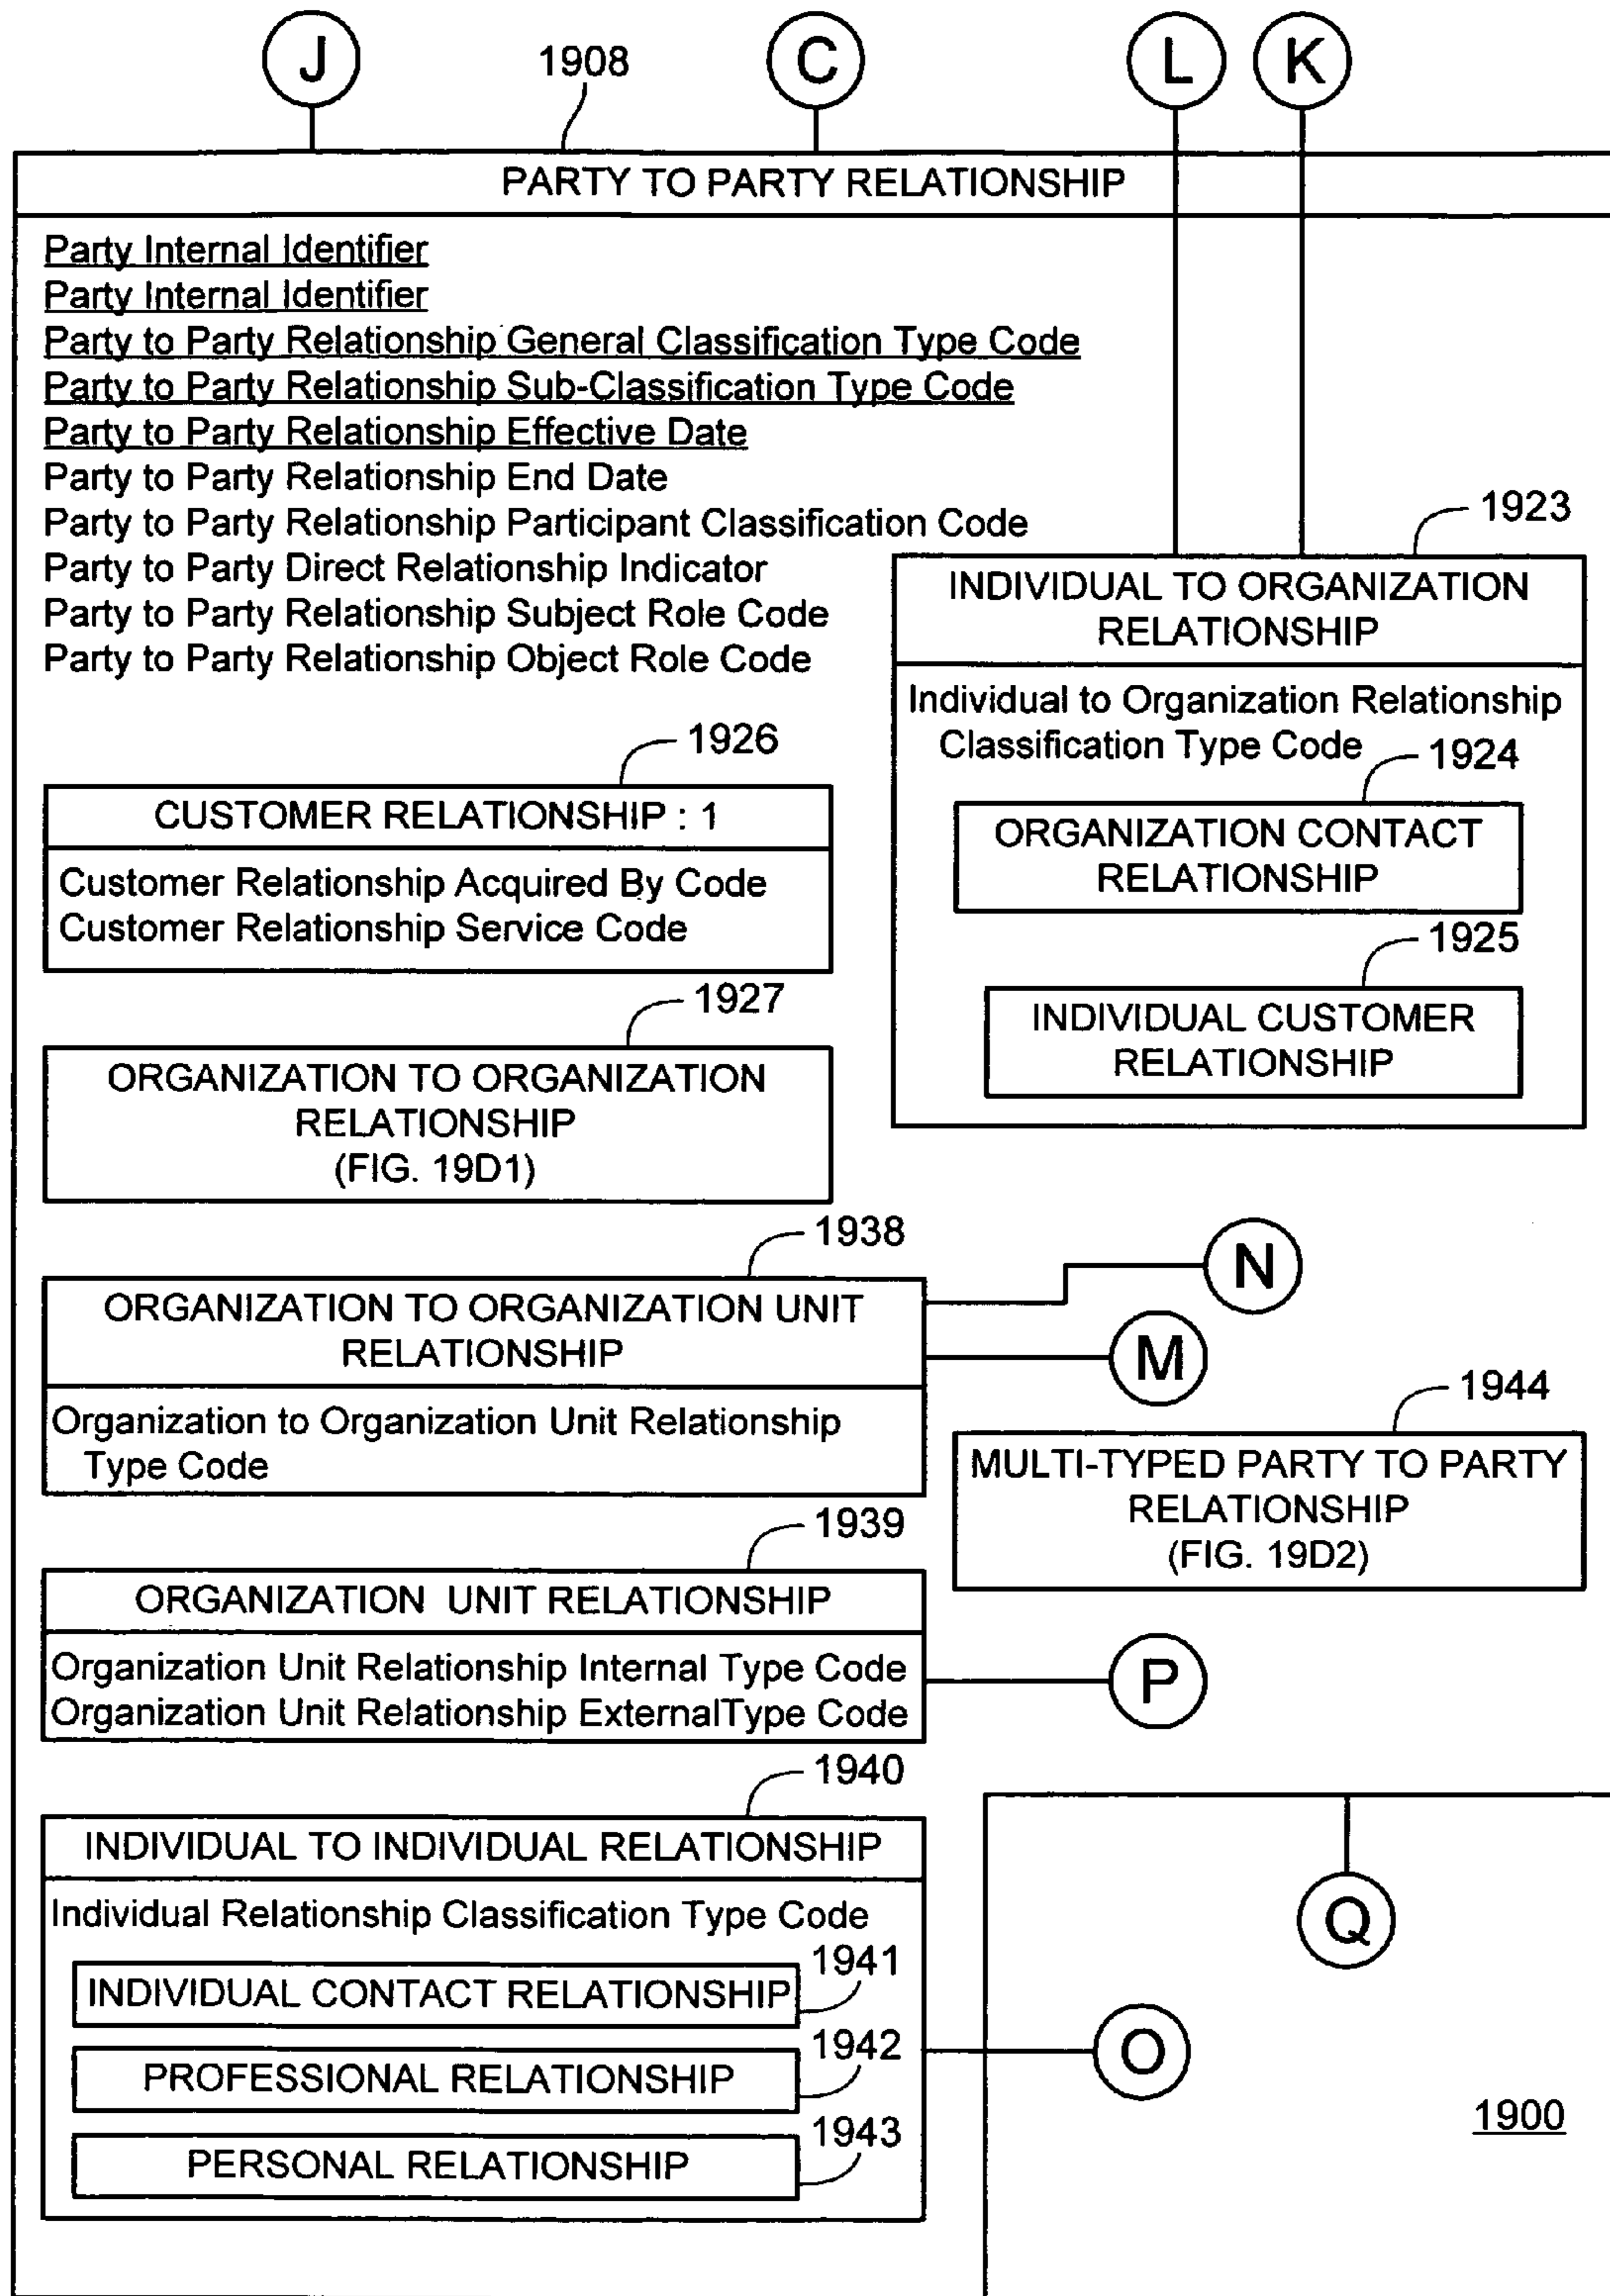 J
1908
C
L
K
PARTY TO PARTY RELATIONSHIP
Party Internal Identifier
Party Internal Identifier
Party to Party Relationship General Classification Type Code
Party to Party Relationship Sub-Classification Type Code
Party to Party Relationship Effective Date
Party to Party Relationship End Date
Party to Party Relationship Participant Classification Code
Party to Party Direct Relationship Indicator
Party to Party Relationship Subject Role Code
Party to Party Relationship Object Role Code
1923
INDIVIDUAL TO ORGANIZATION
RELATIONSHIP
Individual to Organization Relationship
Classification Type Code
1924
ORGANIZATION CONTACT
RELATIONSHIP
1925
INDIVIDUAL CUSTOMER
RELATIONSHIP
1926
CUSTOMER RELATIONSHIP : 1
Customer Relationship Acquired By Code
Customer Relationship Service Code
1927
ORGANIZATION TO ORGANIZATION
RELATIONSHIP
(FIG. 19D1)
1938
ORGANIZATION TO ORGANIZATION UNIT
RELATIONSHIP
Organization to Organization Unit Relationship
Type Code
N
M
1944
MULTI-TYPED PARTY TO PARTY
RELATIONSHIP
(FIG. 19D2)
1939
ORGANIZATION UNIT RELATIONSHIP
Organization Unit Relationship Internal Type Code
Organization Unit Relationship ExternalType Code
P
1940
INDIVIDUAL TO INDIVIDUAL RELATIONSHIP
Individual Relationship Classification Type Code
1941
INDIVIDUAL CONTACT RELATIONSHIP
1942
PROFESSIONAL RELATIONSHIP
1943
PERSONAL RELATIONSHIP
Q
O
1900